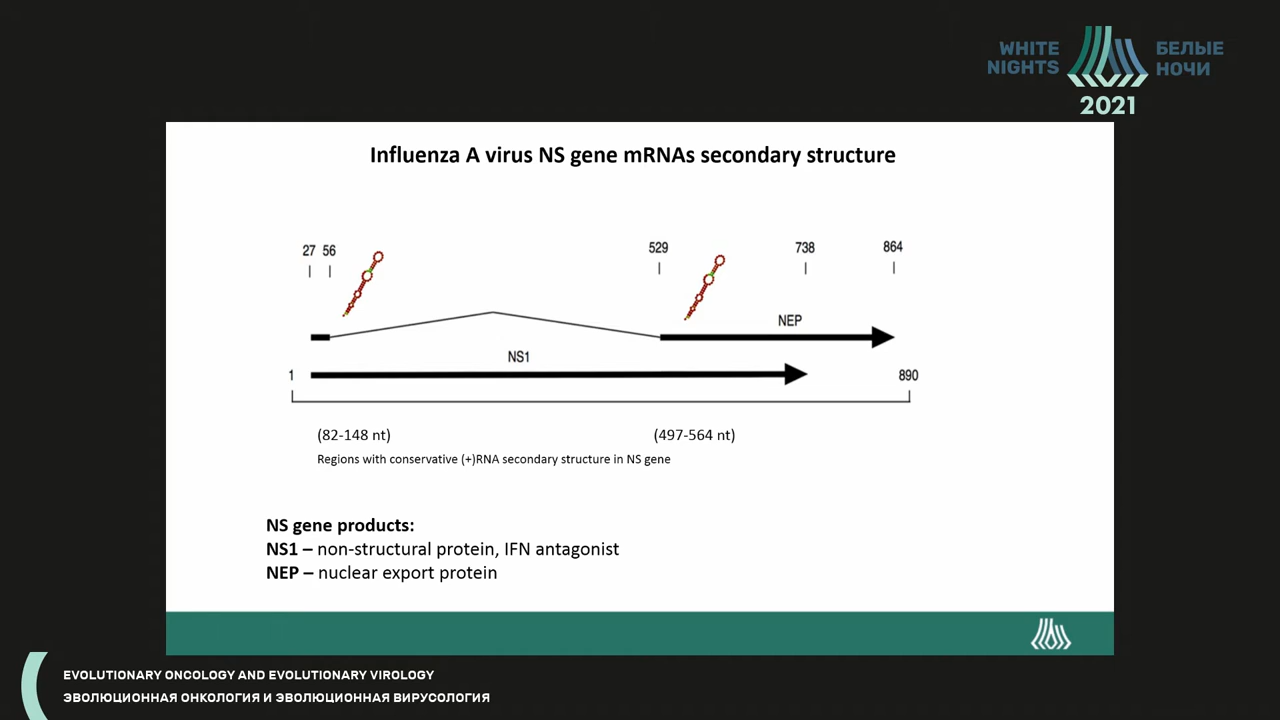 WHITE NIGHTS
БЕЛЫЕ НОЧИ
2021
Influenza A virus NS gene mRNAs secondary structure
27 56 529 738 864
NEP
NS1
1 890
(82-148 nt) (497-564 nt)
Regions with conservative (+)RNA secondary structure in NS gene
NS gene products:
NS1 – non-structural protein, IFN antagonist
NEP – nuclear export protein
EVOLUTIONARY ONCOLOGY AND EVOLUTIONARY VIROLOGY
ЭВОЛЮЦИОННАЯ ОНКОЛОГИЯ И ЭВОЛЮЦИОННАЯ ВИРУСОЛОГИЯ